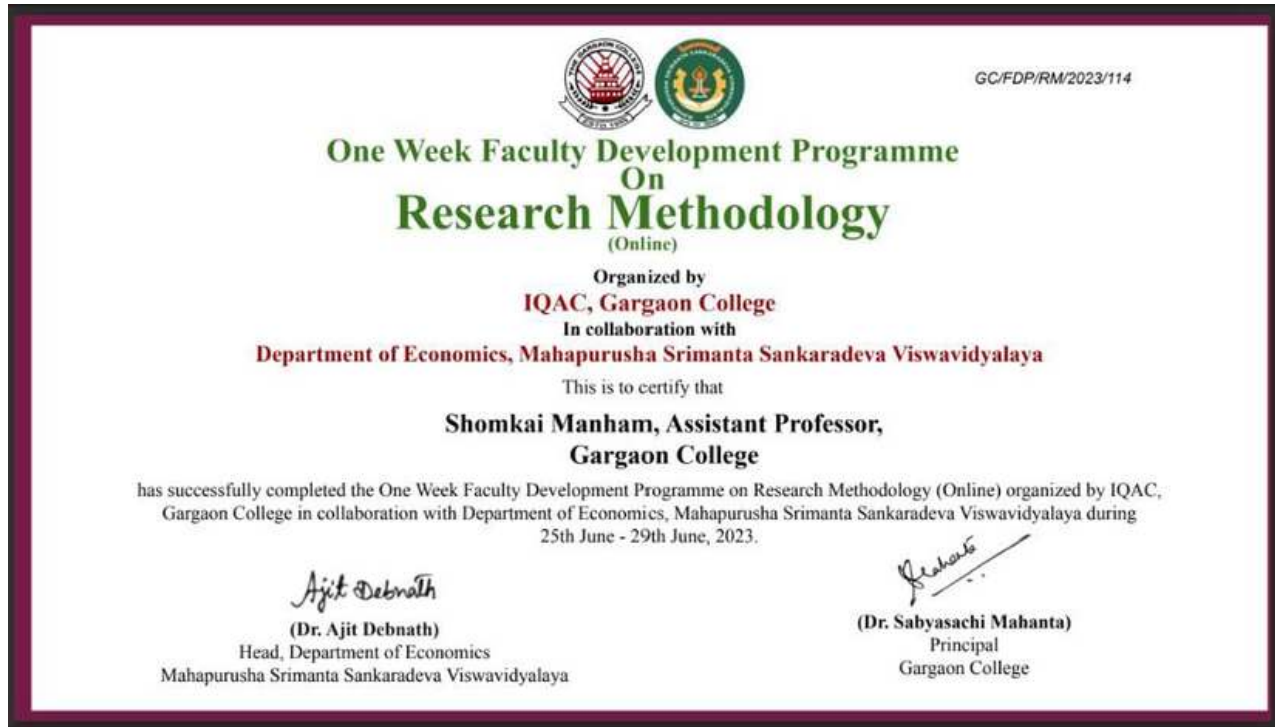 THE GARGAON COLLEGE
GC/FDP/RM/2023/114
One Week Faculty Development Programme
On
Research Methodology
(Online)
Organized by
IQAC, Gargaon College
In collaboration with
Department of Economics, Mahapurusha Srimanta Sankaradeva Viswavidyalaya
This is to certify that
Shomkai Manham, Assistant Professor,
Gargaon College
has successfully completed the One Week Faculty Development Programme on Research Methodology (Online) organized by IQAC,
Gargaon College in collaboration with Department of Economics, Mahapurusha Srimanta Sankaradeva Viswavidyalaya during
25th June - 29th June, 2023.
Ajit Debnath
(Dr. Ajit Debnath)
Head, Department of Economics
Mahapurusha Srimanta Sankaradeva Viswavidyalaya
(Dr. Sabyasachi Mahanta)
Principal
Gargaon College